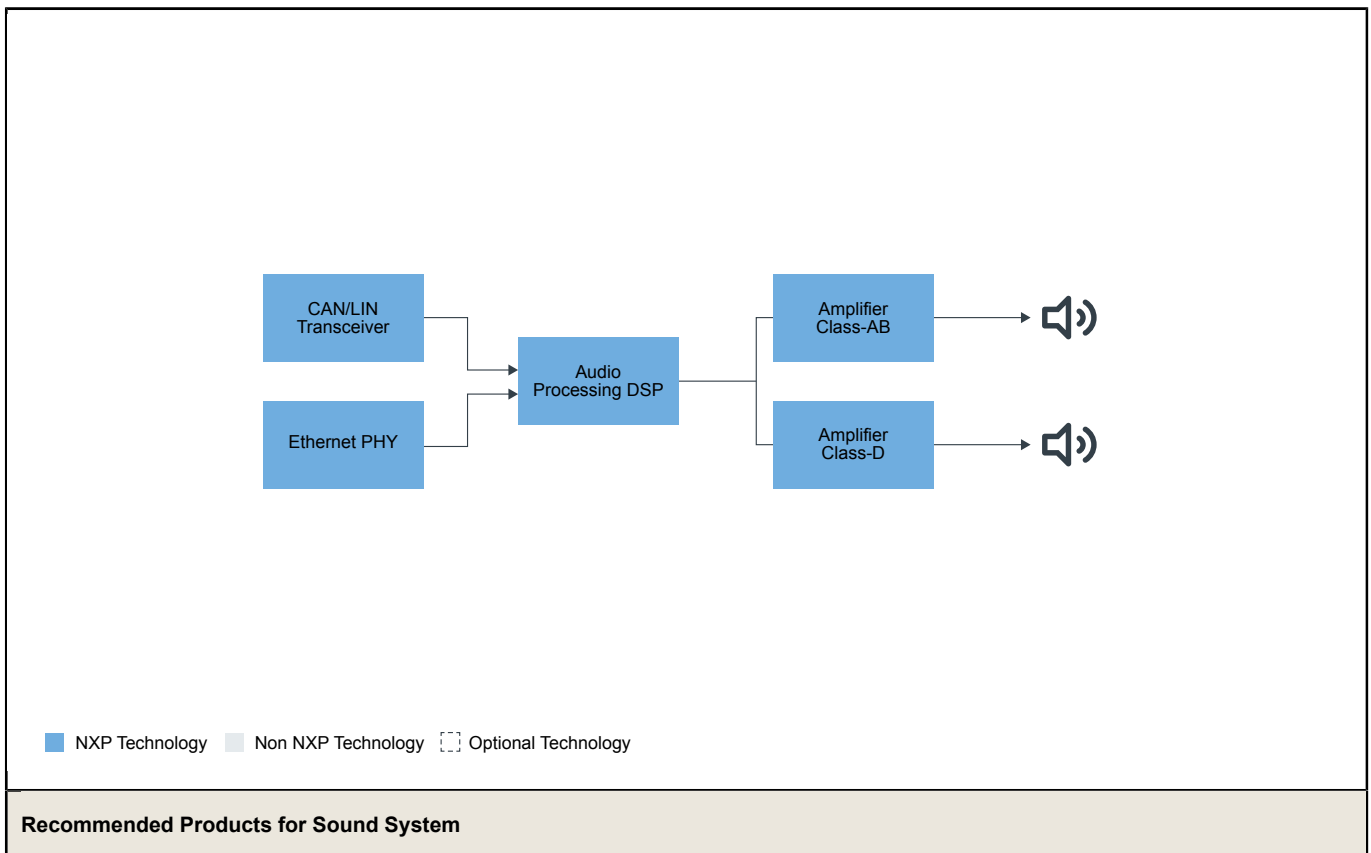 CAN/LIN
Transceiver
Ethernet PHY
Audio
Processing DSP
Amplifier
Class-AB
Amplifier
Class-D
NXP Technology
Non NXP Technology
Optional Technology
Recommended Products for Sound System